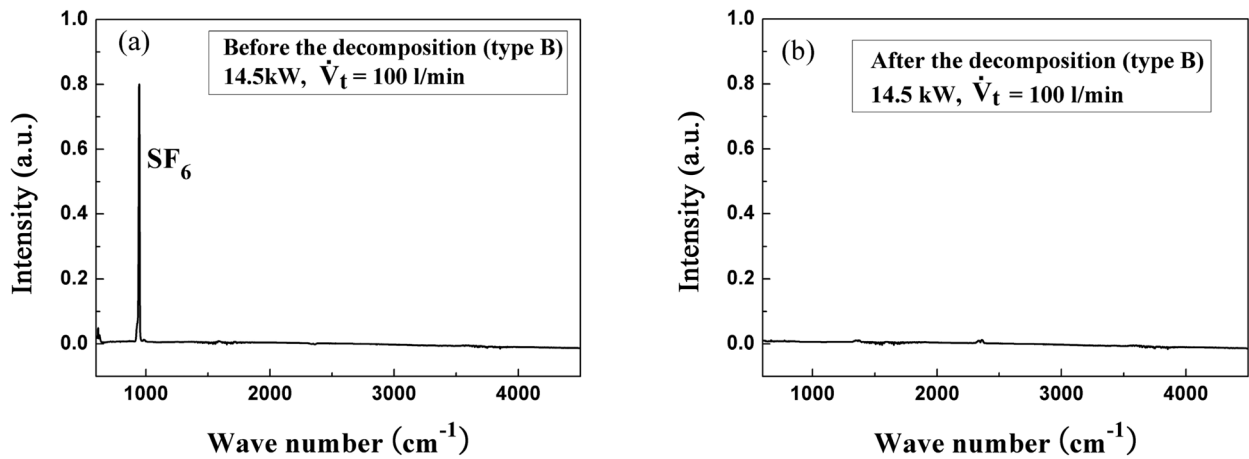 (a)
Before the decomposition (type B)
14.5kW, V̇t = 100 l/min
SF6
Intensity (a.u.)
1.0
0.8
0.6
0.4
0.2
0.0
1000 2000 3000 4000
Wave number (cm-1)
(b)
After the decomposition (type B)
14.5 kW, V̇t = 100 l/min
Intensity (a.u.)
1.0
0.8
0.6
0.4
0.2
0.0
1000 2000 3000 4000
Wave number (cm-1)